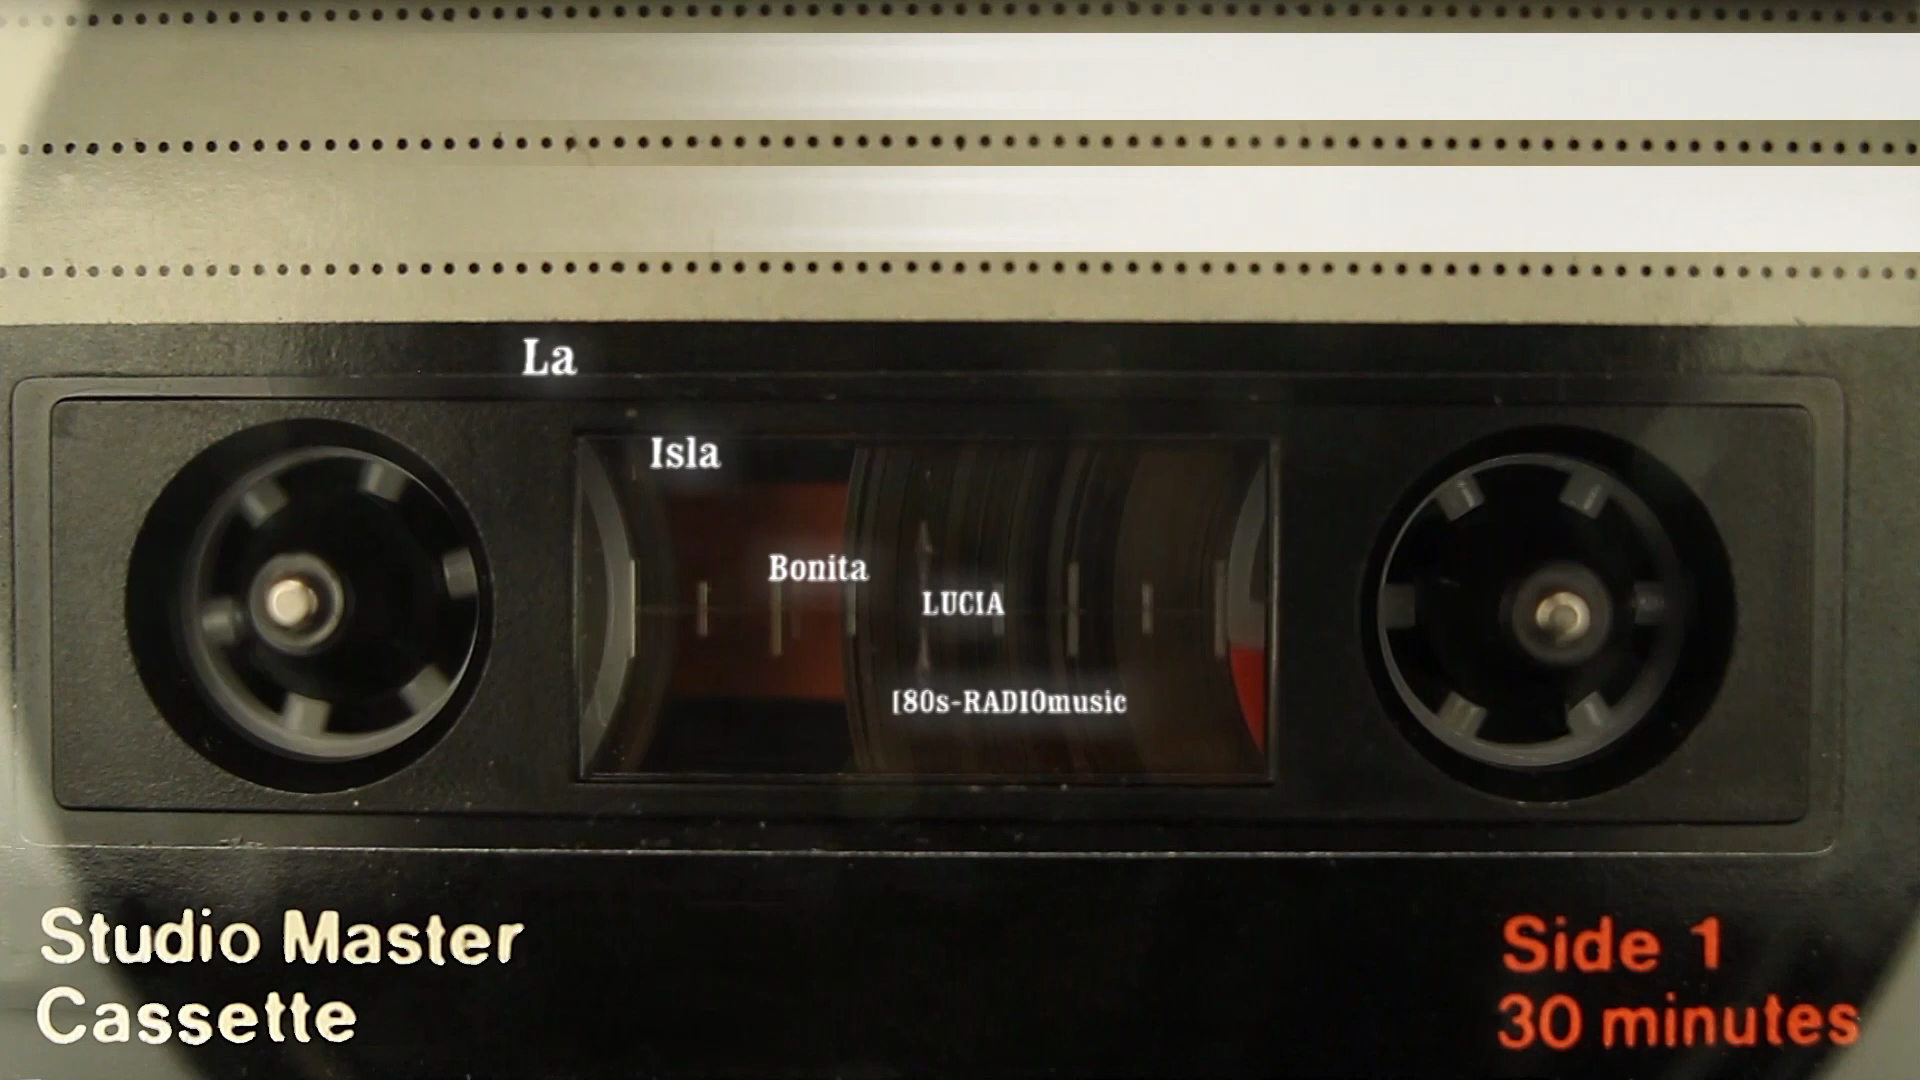 La
Isla
Bonita
LUCIA
[80s-RADIOmusic
Studio Master
Cassette
Side 1
30 minutes